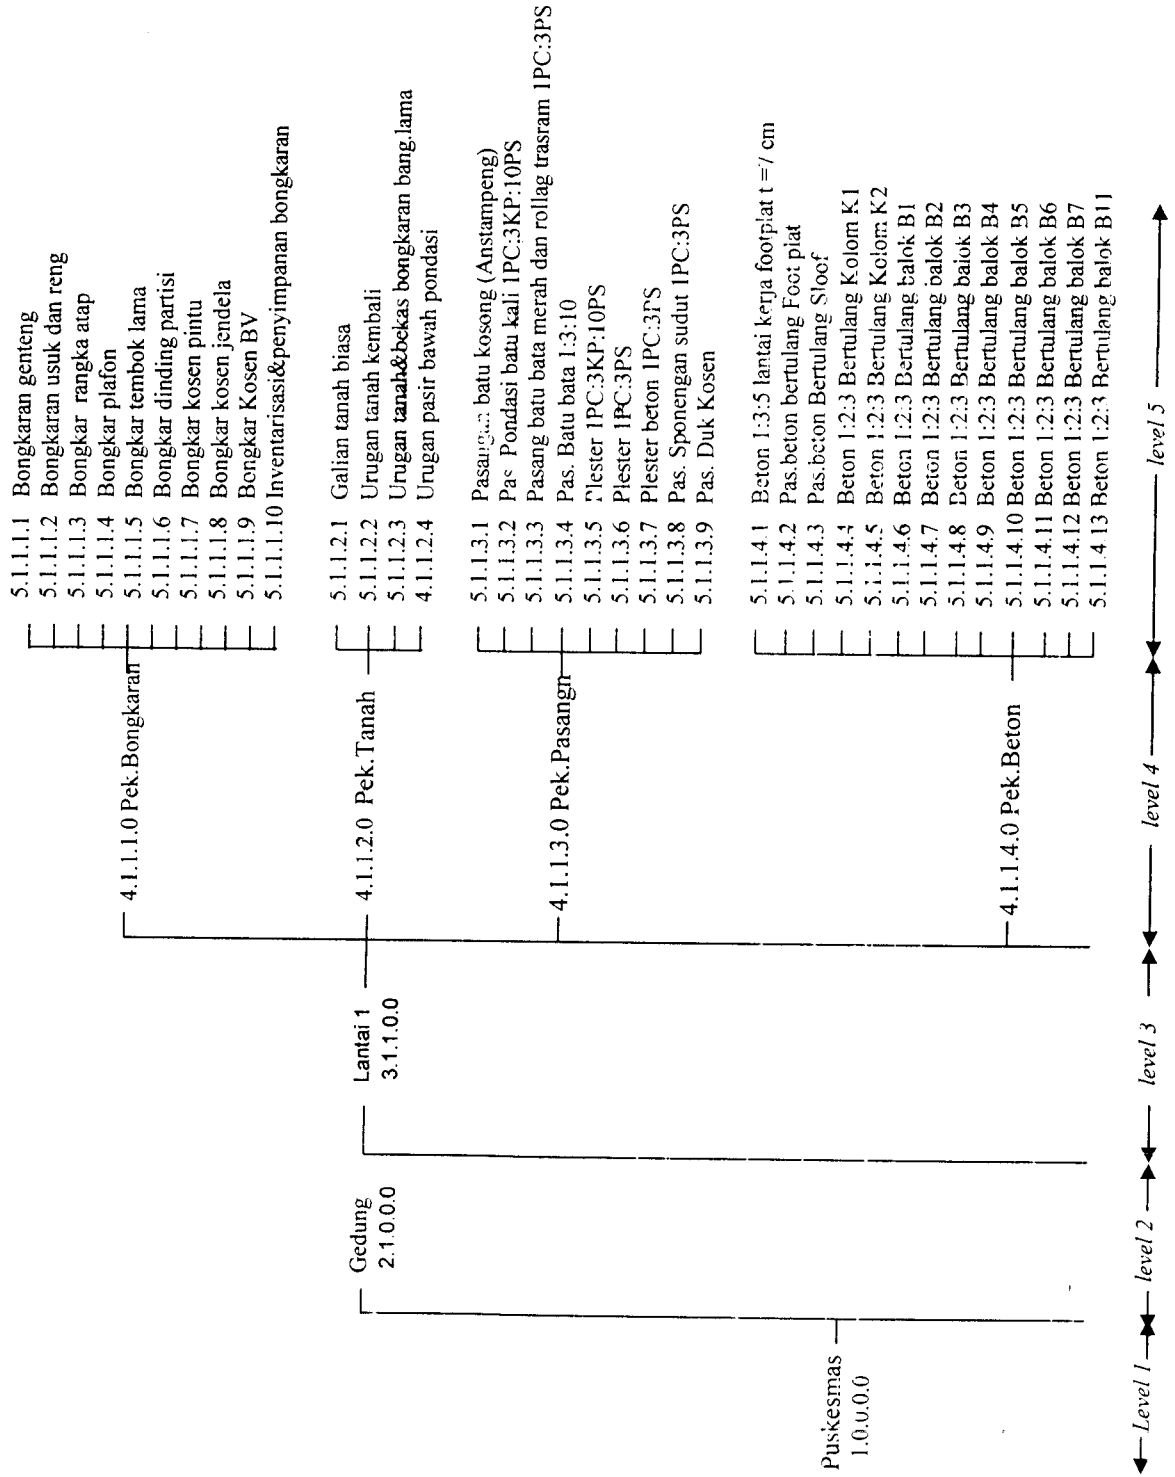 5.1.1.1.1 Bongkaran genteng
5.1.1.1.2 Bongkaran usuk dan reng
5.1.1.1.3 Bongkar rangka atap
5.1.1.1.4 Bongkar plafon
5.1.1.1.5 Bongkar tembok lama
5.1.1.1.6 Bongkar dinding partisi
5.1.1.1.7 Bongkar kosen pintu
5.1.1.1.8 Bongkar kosen jendela
5.1.1.1.9 Bongkar Kosen BV
5.1.1.1.10 Inventarisasi&penyimpanan bongkaran
4.1.1.1.0 Pek.Bongkaran
5.1.1.2.1 Galian tanah biasa
5.1.1.2.2 Urugan tanah kembali
5.1.1.2.3 Urugan tanah&bekas bongkaran bang.lama
4.1.1.2.4 Urugan pasir bawah pondasi
4.1.1.2.0 Pek.Tanah
Lantai 1
3.1.1.0.0
Gedung
2.1.0.0.0
5.1.1.3.1 Pasangan batu kosong (Anstampeng)
5.1.1.3.2 Pas Pondasi batu kali 1PC:3KP:10PS
5.1.1.3.3 Pasang batu bata merah dan rollag trasram 1PC:3PS
5.1.1.3.4 Pas. Batu bata 1:3:10
5.1.1.3.5 Plester 1PC:3KP:10PS
5.1.1.3.6 Plester 1PC:3PS
5.1.1.3.7 Plester beton 1PC:3PS
5.1.1.3.8 Pas. Sponengan sudut 1PC:3PS
5.1.1.3.9 Pas. Duk Kosen
4.1.1.3.0 Pek.Pasangn
5.1.1.4.1 Beton 1:3:5 lantai kerja footplat t =7 cm
5.1.1.4.2 Pas.beton bertulang Foot plat
5.1.1.4.3 Pas.beton Bertulang Sloof
5.1.1.4.4 Beton 1:2:3 Bertulang Kolom K1
5.1.1.4.5 Beton 1:2:3 Bertulang Kolom K2
5.1.1.4.6 Beton 1:2:3 Bertulang balok B1
5.1.1.4.7 Beton 1:2:3 Bertulang balok B2
5.1.1.4.8 Beton 1:2:3 Bertulang balok B3
5.1.1.4.9 Beton 1:2:3 Bertulang balok B4
5.1.1.4.10 Beton 1:2:3 Bertulang balok B5
5.1.1.4.11 Beton 1:2:3 Bertulang balok B6
5.1.1.4.12 Beton 1:2:3 Bertulang balok B7
5.1.1.4.13 Beton 1:2:3 Bertulang balok B11
4.1.1.4.0 Pek.Beton
Puskesmas
1.0.0.0.0
Level 1
level 2
level 3
level 4
level 5